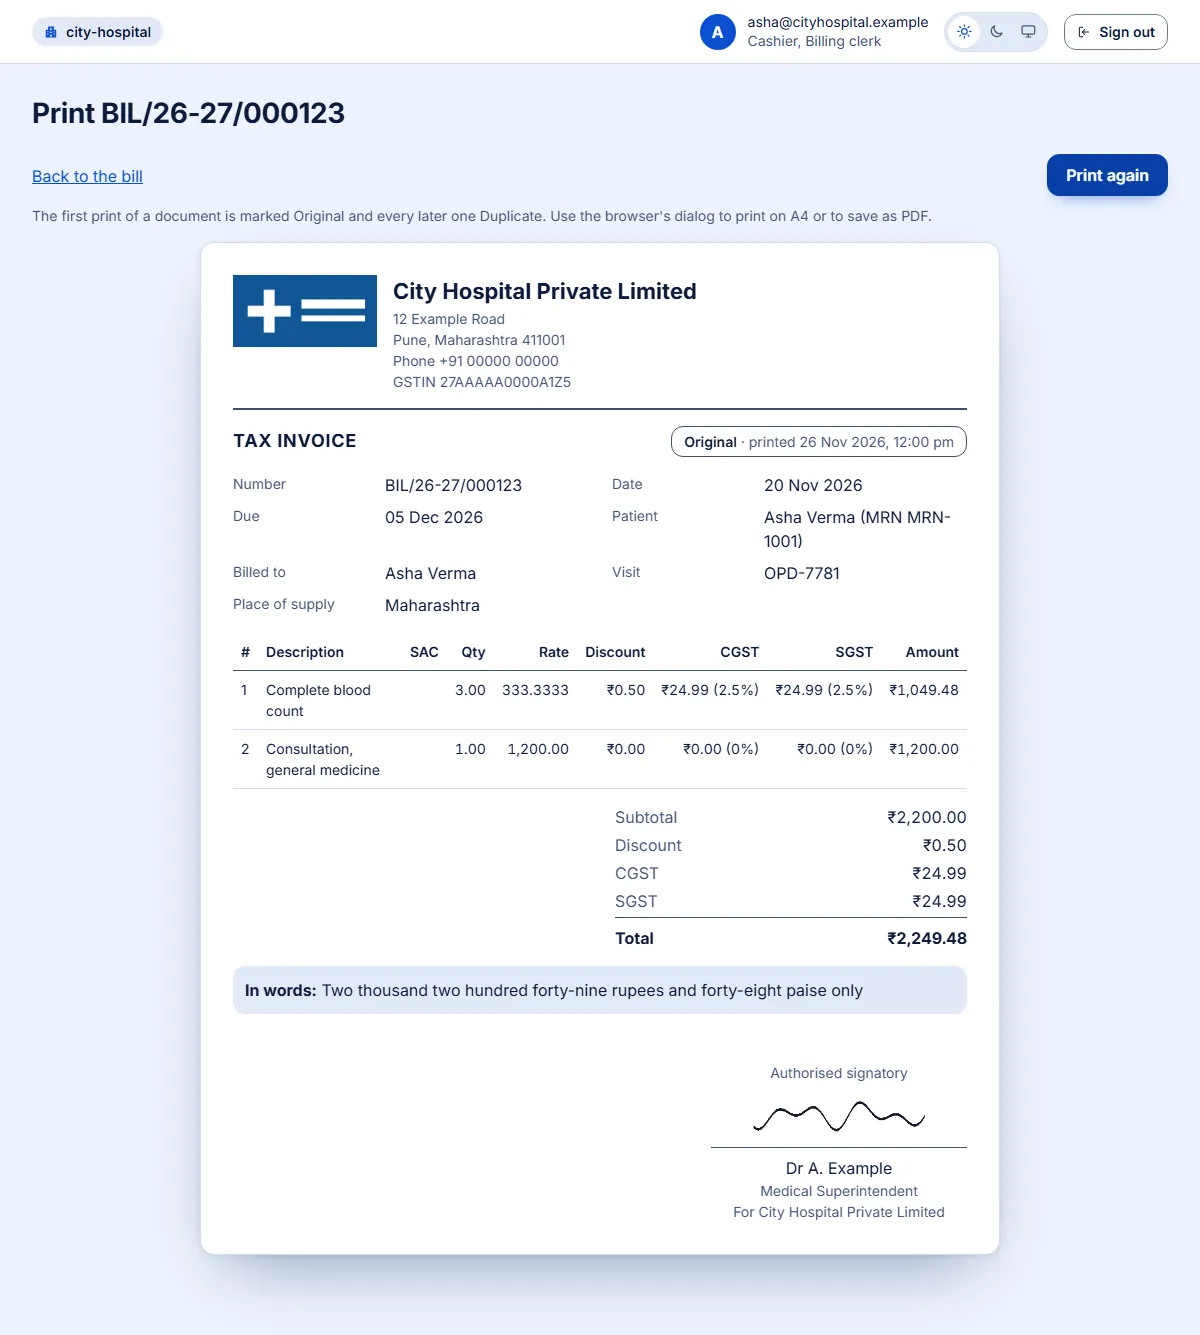 city-hospital
A
asha@cityhospital.example
Cashier, Billing clerk
Sign out
Print BIL/26-27/000123
Back to the bill
Print again
The first print of a document is marked Original and every later one Duplicate. Use the browser's dialog to print on A4 or to save as PDF.
City Hospital Private Limited
12 Example Road
Pune, Maharashtra 411001
Phone +91 00000 00000
GSTIN 27AAAAA0000A1Z5
TAX INVOICE
Original · printed 26 Nov 2026, 12:00 pm
Number BIL/26-27/000123 Date 20 Nov 2026
Due 05 Dec 2026 Patient Asha Verma (MRN MRN-
1001)
Billed to Asha Verma Visit OPD-7781
Place of supply Maharashtra
# Description SAC Qty Rate Discount CGST SGST Amount
1 Complete blood 3.00 333.3333 ₹0.50 ₹24.99 (2.5%) ₹24.99 (2.5%) ₹1,049.48
count
2 Consultation, 1.00 1,200.00 ₹0.00 ₹0.00 (0%) ₹0.00 (0%) ₹1,200.00
general medicine
Subtotal ₹2,200.00
Discount ₹0.50
CGST ₹24.99
SGST ₹24.99
Total ₹2,249.48
In words: Two thousand two hundred forty-nine rupees and forty-eight paise only
Authorised signatory
Dr A. Example
Medical Superintendent
For City Hospital Private Limited